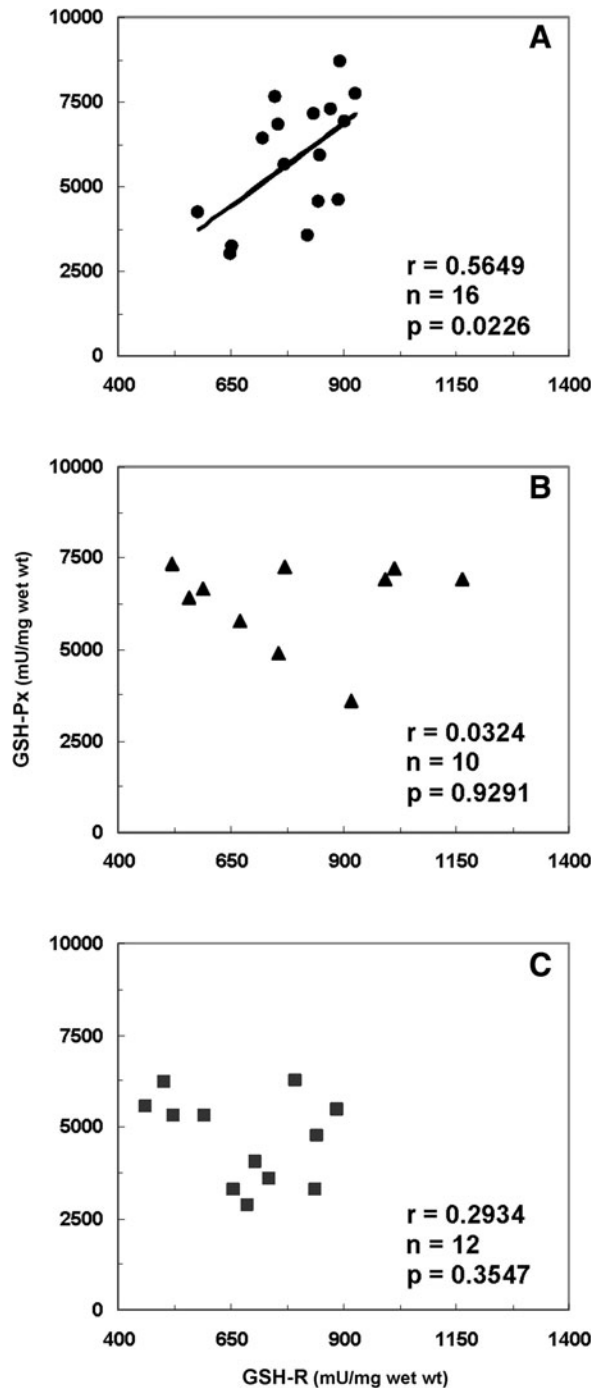 10000
A
7500
5000
2500
0
r = 0.5649
n = 16
p = 0.0226
400 650 900 1150 1400
10000
B
7500
5000
2500
0
r = 0.0324
n = 10
p = 0.9291
400 650 900 1150 1400
GSH-Px (mU/mg wet wt)
10000
C
7500
5000
2500
0
r = 0.2934
n = 12
p = 0.3547
400 650 900 1150 1400
GSH-R (mU/mg wet wt)